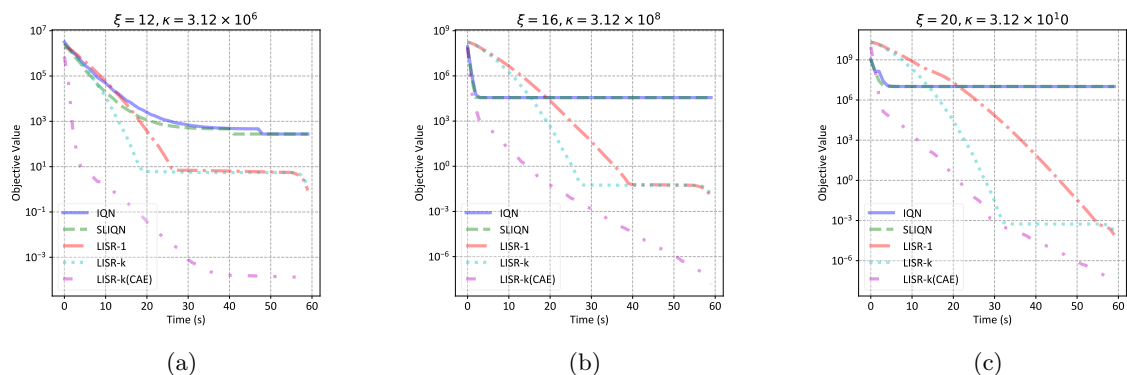 ξ = 12, κ = 3.12 × 10^6
Objective Value
10^7
10^5
10^3
10^1
10^−1
10^−3
IQN
SLIQN
LISR-1
LISR-k
LISR-k(CAE)
0 10 20 30 40 50 60
Time (s)
(a)
ξ = 16, κ = 3.12 × 10^8
Objective Value
10^9
10^6
10^3
10^0
10^−3
10^−6
IQN
SLIQN
LISR-1
LISR-k
LISR-k(CAE)
0 10 20 30 40 50 60
Time (s)
(b)
ξ = 20, κ = 3.12 × 10^10
Objective Value
10^9
10^6
10^3
10^0
10^−3
10^−6
IQN
SLIQN
LISR-1
LISR-k
LISR-k(CAE)
0 10 20 30 40 50 60
Time (s)
(c)